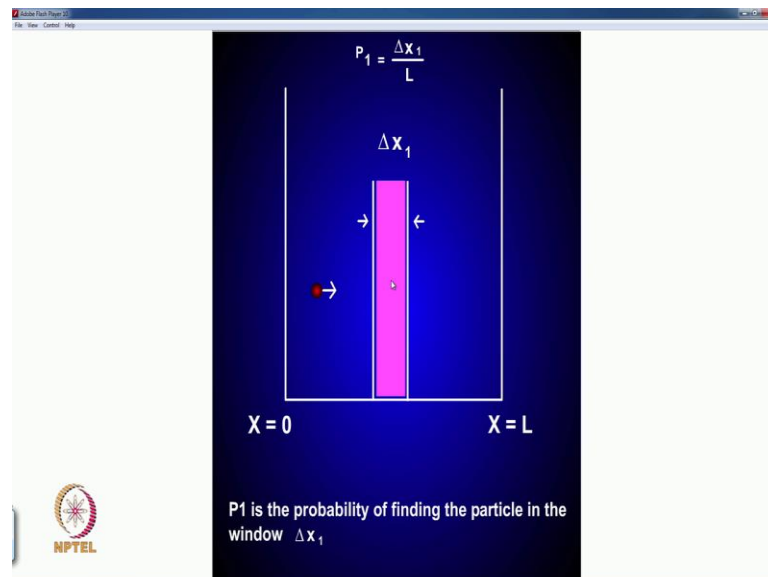 Adobe Flash Player 10
File View Control Help
P1 = Δx1 / L
Δx1
X = 0
X = L
P1 is the probability of finding the particle in the
window Δx1
NPTEL